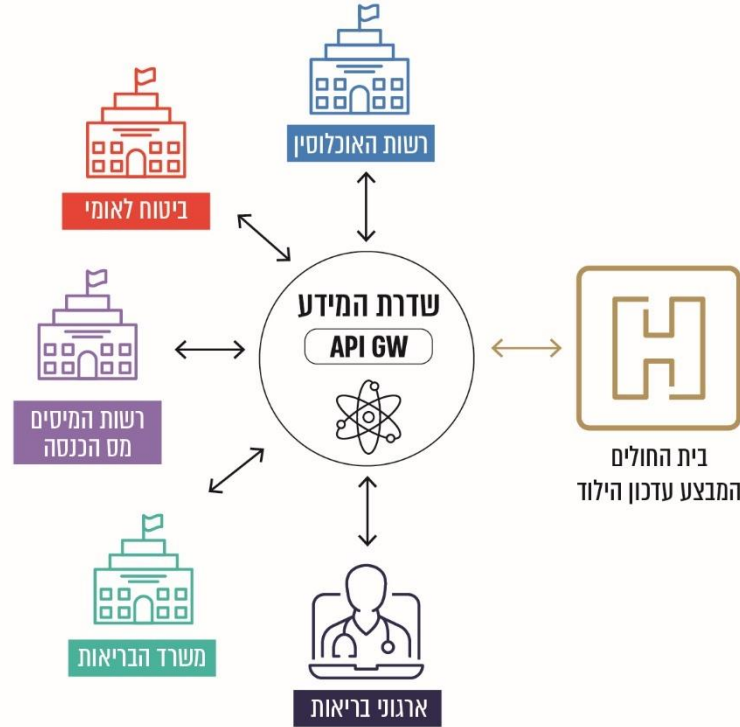 רשות האוכלוסין
ביטוח לאומי
שדרת המידע
API GW
רשות המיסים
מס הכנסה
בית החולים
המבצע עדכון הילוד
משרד הבריאות
ארגוני בריאות